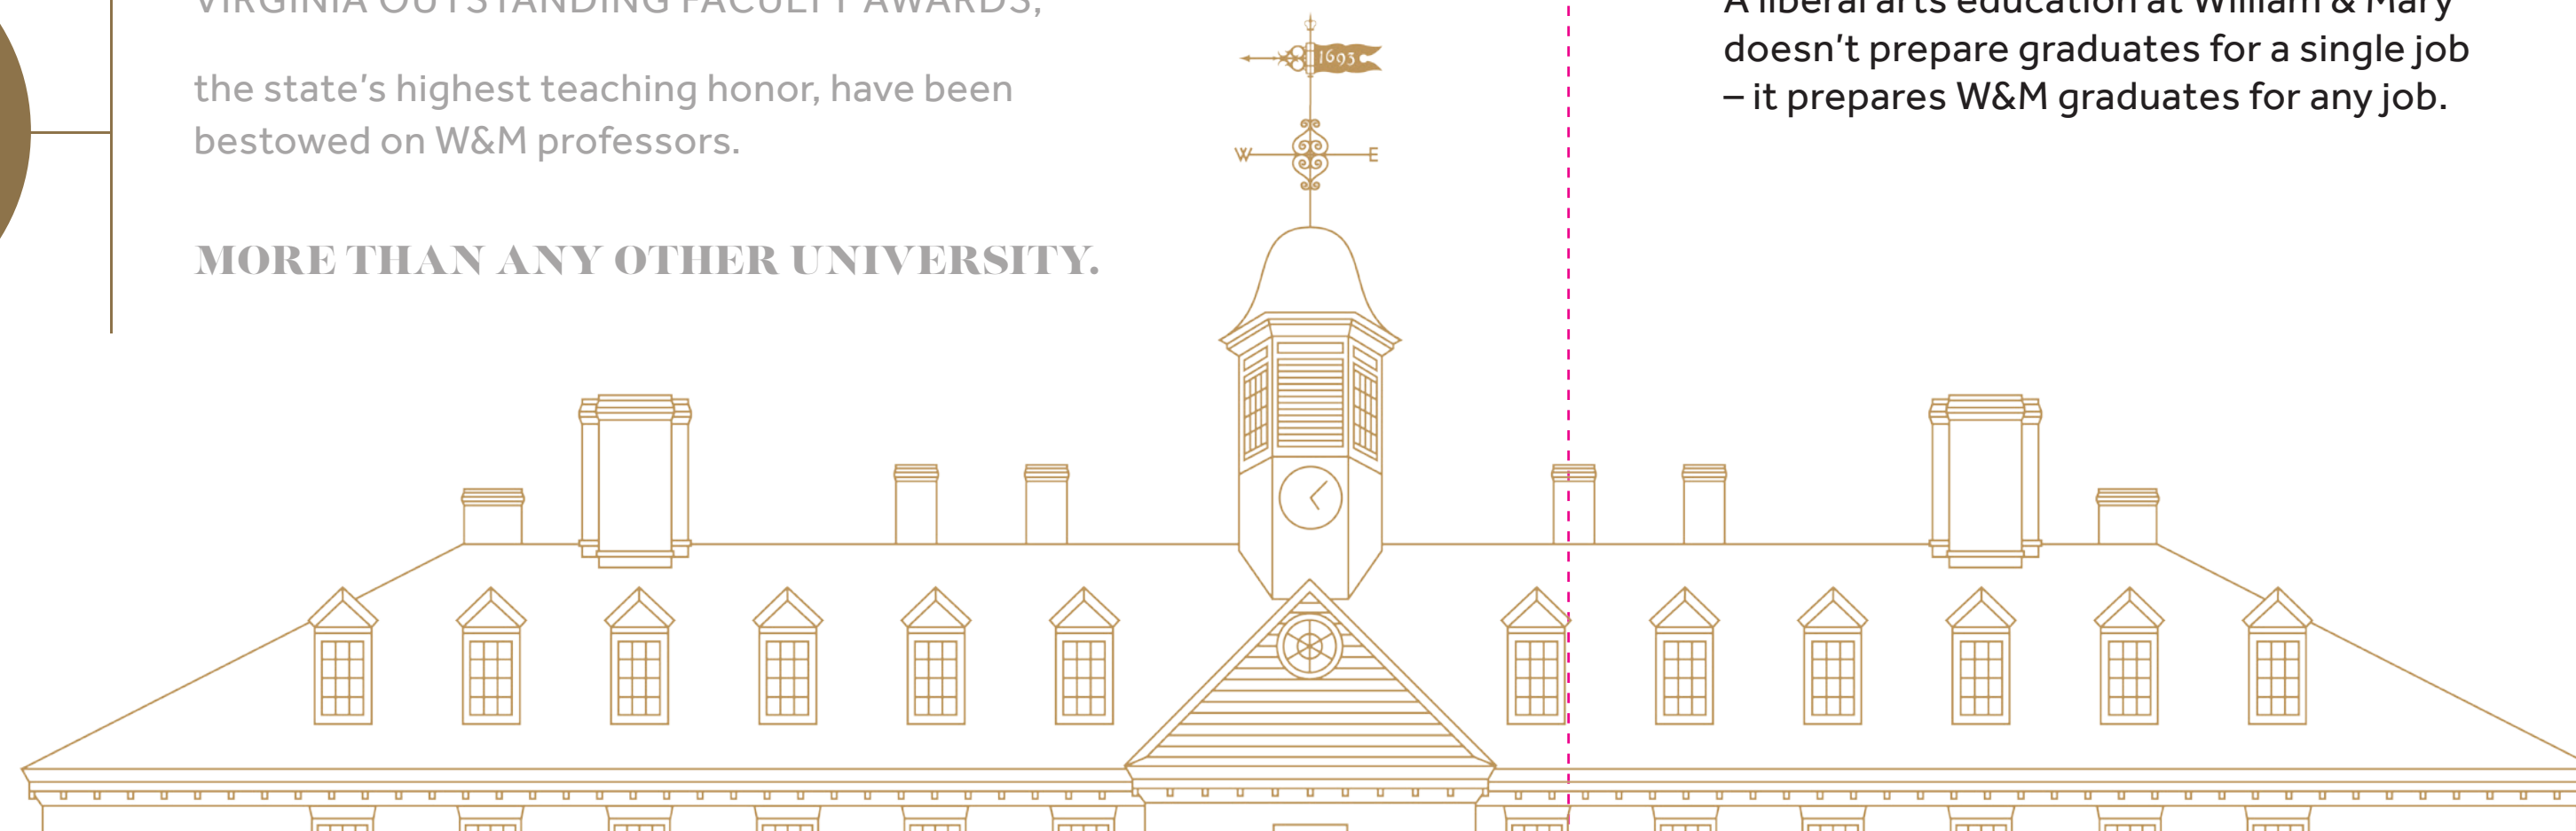 VIRGINIA OUTSTANDING FACULTY AWARDS,
the state's highest teaching honor, have been
bestowed on W&M professors.
MORE THAN ANY OTHER UNIVERSITY.
1693
W E
A liberal arts education at William & Mary
doesn't prepare graduates for a single job
– it prepares W&M graduates for any job.